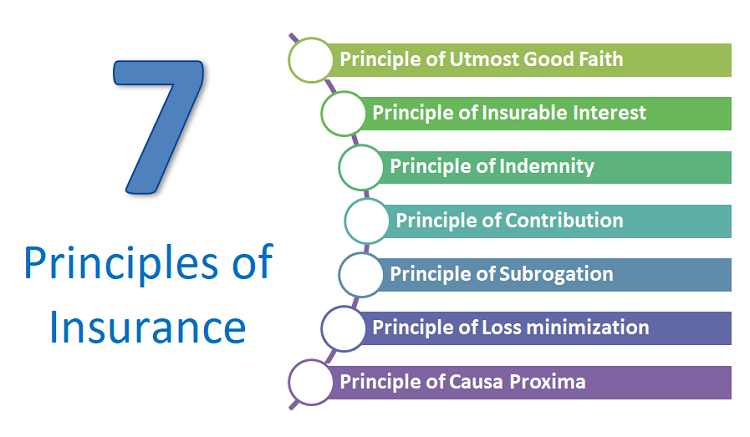 7
Principles of
Insurance
Principle of Utmost Good Faith
Principle of Insurable Interest
Principle of Indemnity
Principle of Contribution
Principle of Subrogation
Principle of Loss minimization
Principle of Causa Proxima